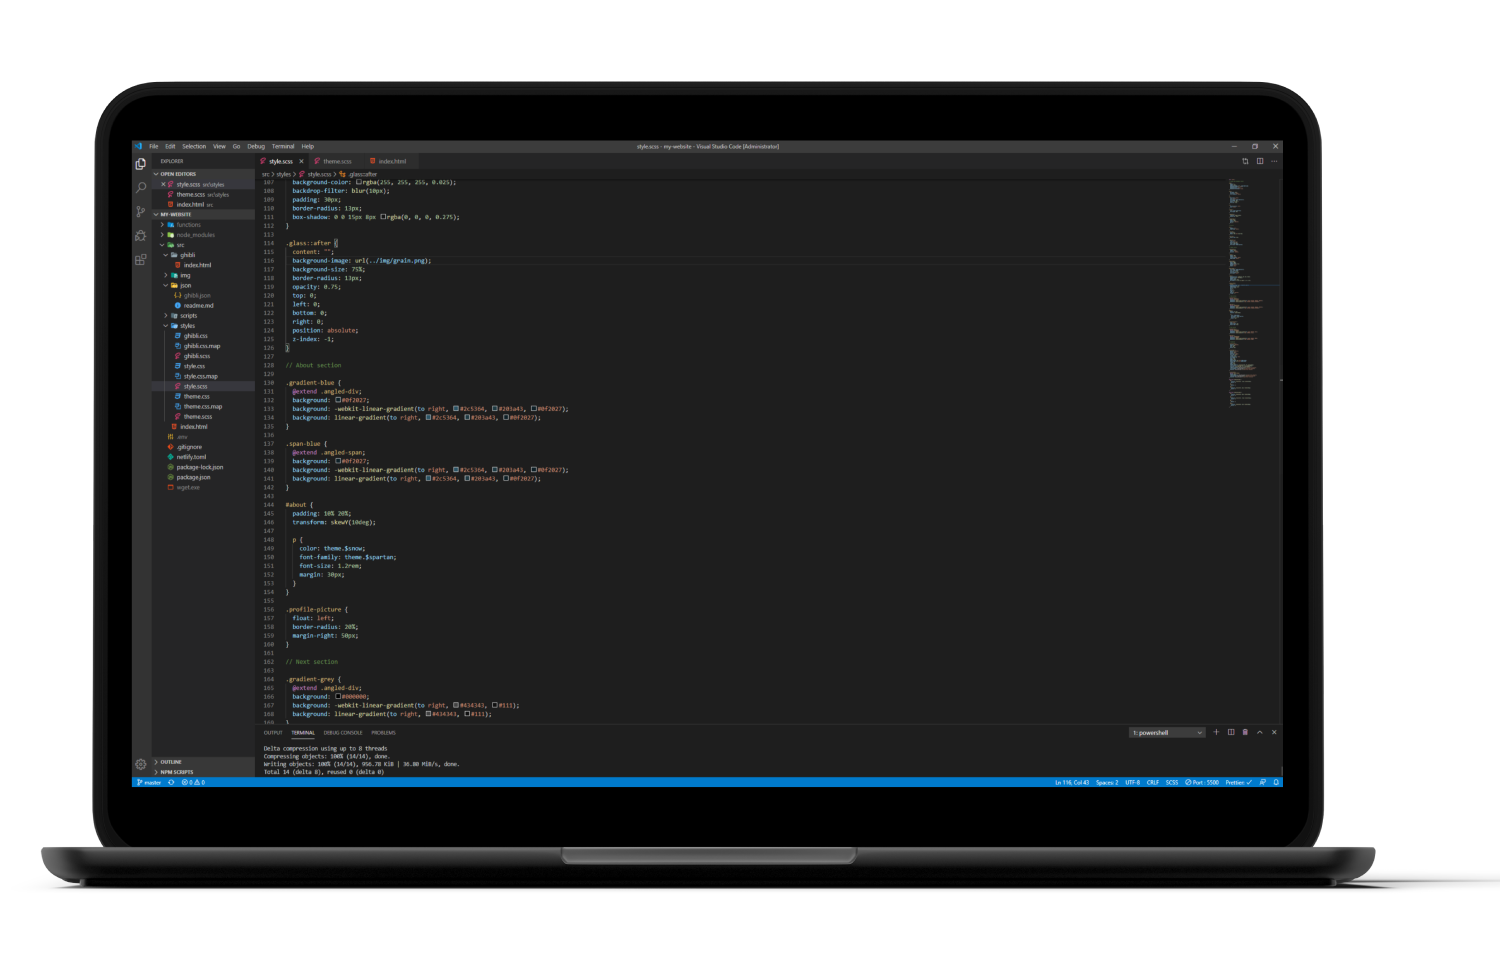 File Edit Selection View Go Debug Terminal Help
style.scss - my-website - Visual Studio Code [Administrator]
EXPLORER
OPEN EDITORS
style.scss src\styles
theme.scss src\styles
index.html src
MY-WEBSITE
functions
node_modules
src
ghibli
index.html
img
json
ghibli.json
readme.md
scripts
styles
ghibli.css
ghibli.css.map
ghibli.scss
style.css
style.css.map
style.scss
theme.css
theme.css.map
theme.scss
index.html
.env
.gitignore
netlify.toml
package-lock.json
package.json
wget.exe
OUTLINE
NPM SCRIPTS
style.scss theme.scss index.html
src > styles > style.scss > .glass::after
107 background-color: rgba(255, 255, 255, 0.025);
108 backdrop-filter: blur(10px);
109 padding: 30px;
110 border-radius: 13px;
111 box-shadow: 0 0 15px 8px rgba(0, 0, 0, 0.275);
112 }
113
114 .glass::after {
115 content: "";
116 background-image: url(../img/grain.png);
117 background-size: 75%;
118 border-radius: 13px;
119 opacity: 0.75;
120 top: 0;
121 left: 0;
122 bottom: 0;
123 right: 0;
124 position: absolute;
125 z-index: -1;
126 }
127
128 // About section
129
130 .gradient-blue {
131 @extend .angled-div;
132 background: #0f2027;
133 background: -webkit-linear-gradient(to right, #2c5364, #203a43, #0f2027);
134 background: linear-gradient(to right, #2c5364, #203a43, #0f2027);
135 }
136
137 .span-blue {
138 @extend .angled-span;
139 background: #0f2027;
140 background: -webkit-linear-gradient(to right, #2c5364, #203a43, #0f2027);
141 background: linear-gradient(to right, #2c5364, #203a43, #0f2027);
142 }
143
144 #about {
145 padding: 10% 20%;
146 transform: skewY(10deg);
147
148 p {
149 color: theme.$snow;
150 font-family: theme.$spartan;
151 font-size: 1.2rem;
152 margin: 30px;
153 }
154 }
155
156 .profile-picture {
157 float: left;
158 border-radius: 20%;
159 margin-right: 50px;
160 }
161
162 // Next section
163
164 .gradient-grey {
165 @extend .angled-div;
166 background: #000000;
167 background: -webkit-linear-gradient(to right, #434343, #111);
168 background: linear-gradient(to right, #434343, #111);
169 }
OUTPUT TERMINAL DEBUG CONSOLE PROBLEMS
1: powershell
Delta compression using up to 8 threads
Compressing objects: 100% (14/14), done.
Writing objects: 100% (14/14), 956.70 KiB | 36.80 MiB/s, done.
Total 14 (delta 8), reused 0 (delta 0)
master 0 0
Ln 116, Col 43 Spaces: 2 UTF-8 CRLF SCSS Port : 5500 Prettier: ✓